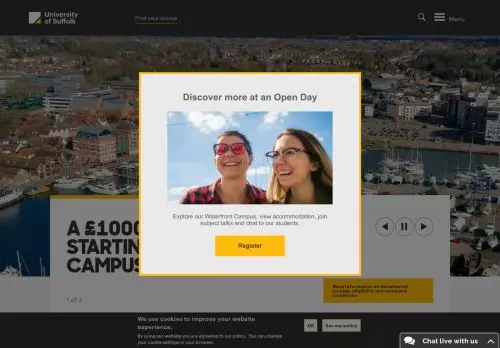 University
of Suffolk
Find your course
Menu
Discover more at an Open Day
Explore our Waterfront Campus, view accommodation, join
subject talks and chat to our students.
Register
A £1000
STARTIN
CAMPUS
1 of 3
More information on the
courses, eligibility and terms and
conditions
We use cookies to improve your website
experience.
By using our website you are agreeing to our policy. You can change
your cookie settings in your browser.
OK
See our policy
Chat live with us